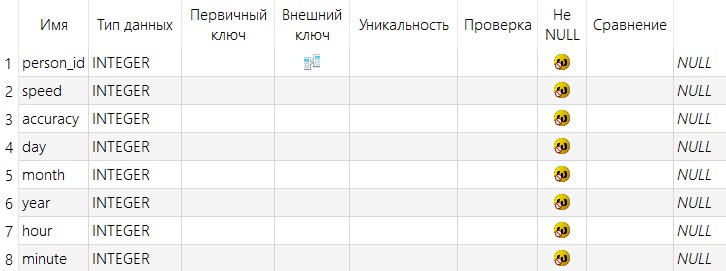 Имя Тип данных Первичный ключ Внешний ключ Уникальность Проверка Не NULL Сравнение
1 person_id INTEGER NULL
2 speed INTEGER NULL
3 accuracy INTEGER NULL
4 day INTEGER NULL
5 month INTEGER NULL
6 year INTEGER NULL
7 hour INTEGER NULL
8 minute INTEGER NULL